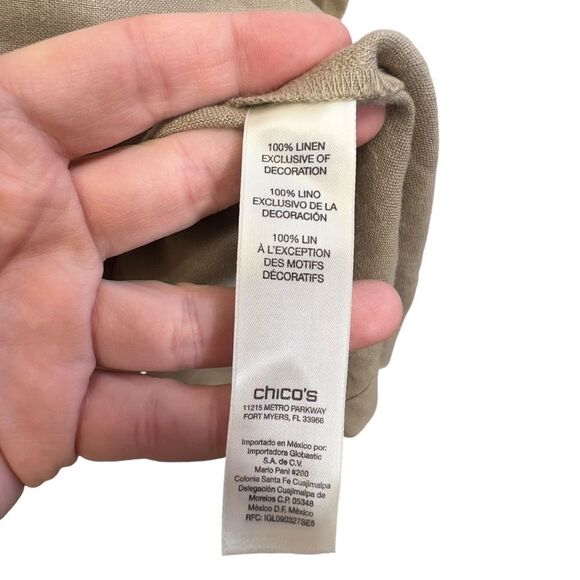 100% LINEN
EXCLUSIVE OF
DECORATION
100% LINO
EXCLUSIVO DE LA
DECORACIÓN
100% LIN
À L'EXCEPTION
DES MOTIFS
DÉCORATIFS
chico's
11215 METRO PARKWAY
FORT MYERS, FL 33966
Importado en México por:
Importadora Globastic
S.A. de C.V.
Mario Pani #200
Colonia Santa Fe Cuajimalpa
Delegación Cuajimalpa de
Morelos C.P. 05348
México D.F, México
RFC: IGL090327SE5